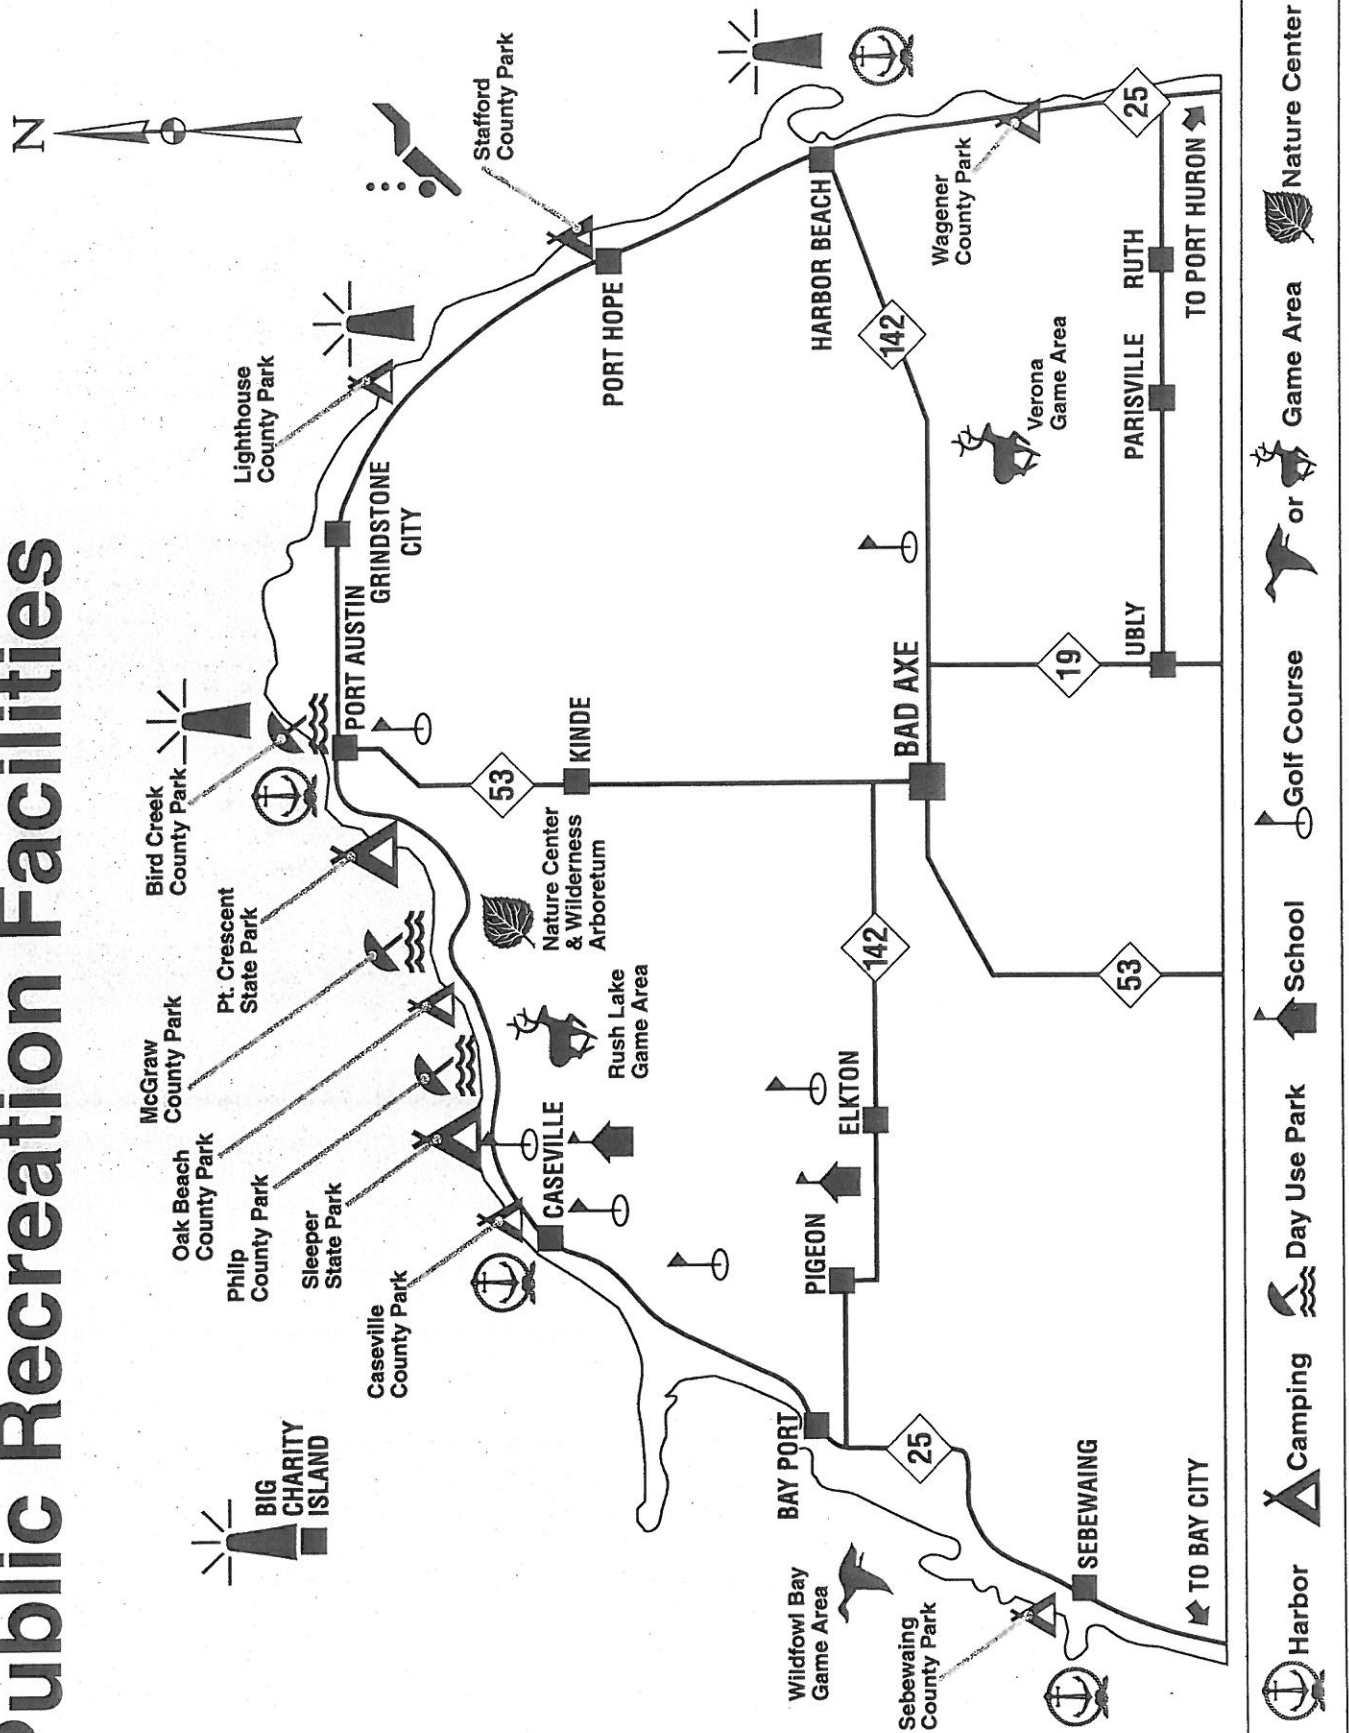 Public Recreation Facilities
N
BIG
CHARITY
ISLAND
Bird Creek
County Park
Pt. Crescent
State Park
McGraw
County Park
Oak Beach
County Park
Philp
County Park
Sleeper
State Park
Caseville
County Park
Lighthouse
County Park
Stafford
County Park
PORT AUSTIN
GRINDSTONE
CITY
53
KINDE
Nature Center
& Wilderness
Arboretum
Rush Lake
Game Area
CASEVILLE
PORT HOPE
HARBOR BEACH
BAY PORT
PIGEON
ELKTON
142
BAD AXE
142
Wildfowl Bay
Game Area
25
Sebewaing
County Park
SEBEWAING
Verona
Game Area
Wagener
County Park
19
53
UBLY
PARISVILLE
RUTH
25
TO BAY CITY
TO PORT HURON
Harbor
Camping
Day Use Park
School
Golf Course
or
Game Area
Nature Center